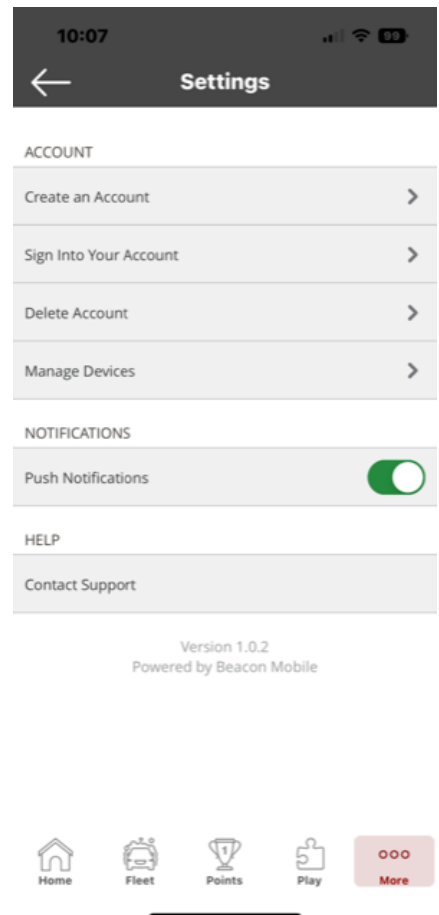 10:07
99
Settings
ACCOUNT
Create an Account
Sign Into Your Account
Delete Account
Manage Devices
NOTIFICATIONS
Push Notifications
HELP
Contact Support
Version 1.0.2
Powered by Beacon Mobile
1
Home Fleet Points Play More